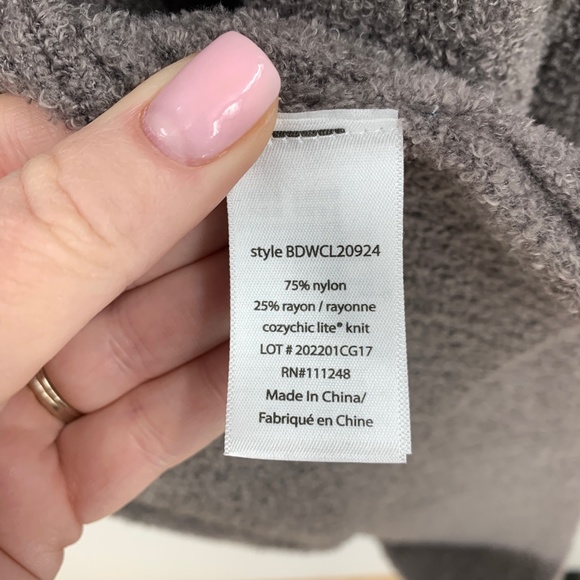 style BDWCL20924
75% nylon
25% rayon / rayonne
cozychic lite® knit
LOT # 202201CG17
RN#111248
Made In China/
Fabriqué en Chine